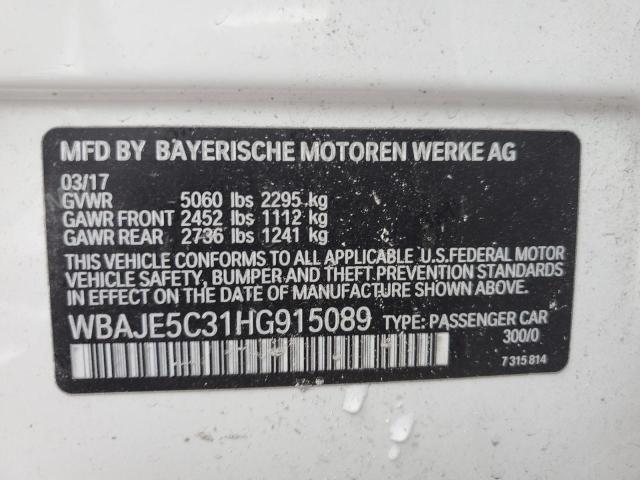 MFD BY BAYERISCHE MOTOREN WERKE AG
03/17
GVWR 5060 lbs 2295 kg
GAWR FRONT 2452 lbs 1112 kg
GAWR REAR 2736 lbs 1241 kg
THIS VEHICLE CONFORMS TO ALL APPLICABLE U.S.FEDERAL MOTOR
VEHICLE SAFETY, BUMPER AND THEFT PREVENTION STANDARDS
IN EFFECT ON THE DATE OF MANUFACTURE SHOWN ABOVE.
WBAJE5C31HG915089 TYPE: PASSENGER CAR
300/0
7 315 814